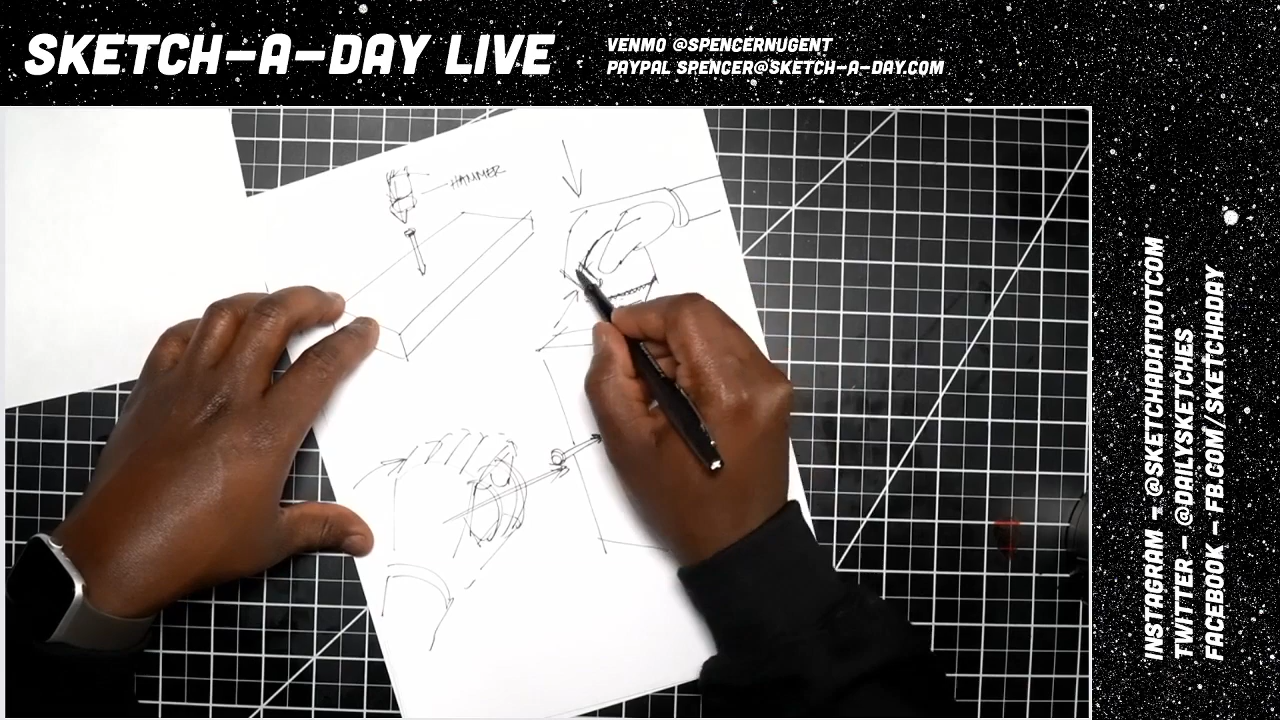 SKETCH-A-DAY LIVE
VENMO @SPENCERNUGENT
PAYPAL SPENCER@SKETCH-A-DAY.COM
HAMMER
INSTAGRAM - @SKETCHADAYDOTCOM
TWITTER - @DAILYSKETCHES
FACEBOOK - FB.COM/SKETCHADAY